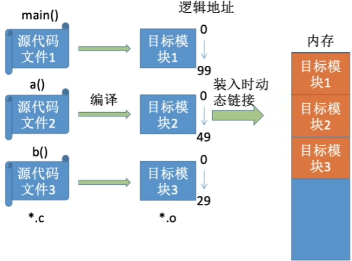 逻辑地址
main()
源代码
文件1
目标模
块1
0
99
内存
a()
源代码
文件2
编译
目标模
块2
0
49
装入时动
态链接
目标模
块1
目标模
块2
目标模
块3
b()
源代码
文件3
目标模
块3
0
29
*.c
*.o